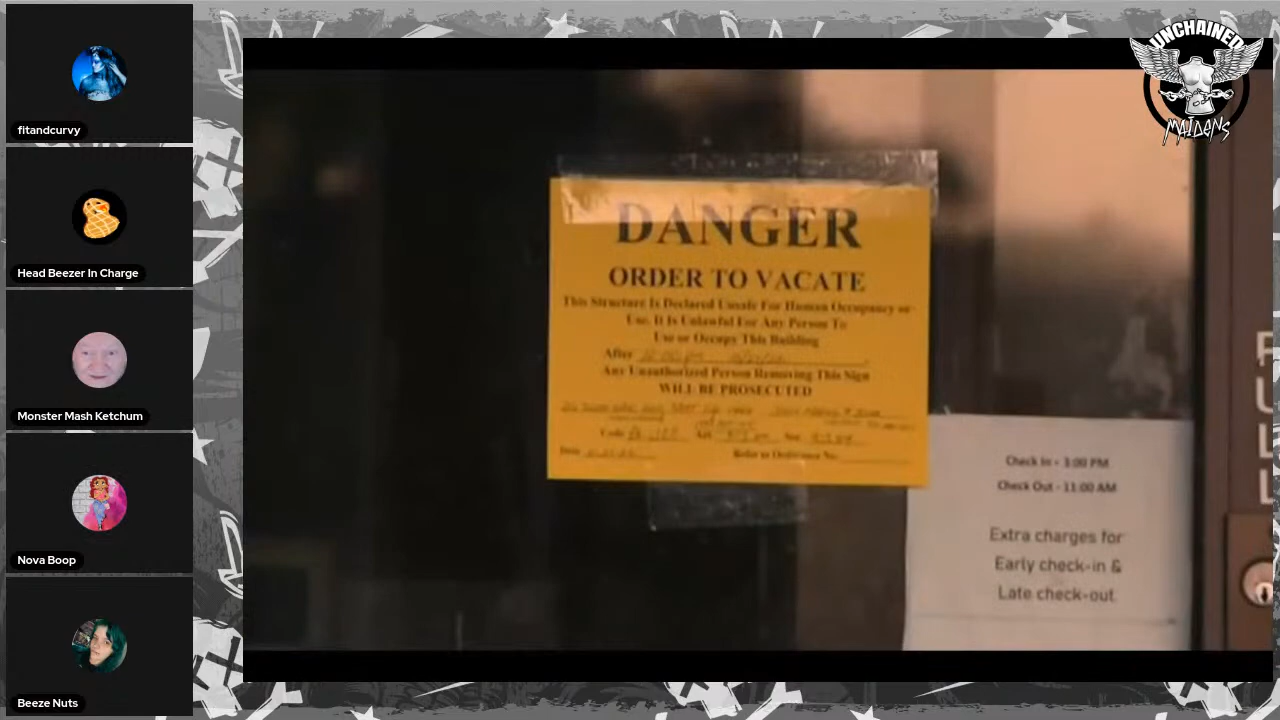 fitandcurvy
Head Beezer In Charge
Monster Mash Ketchum
Nova Boop
Beeze Nuts
UNCHAINED
MAIDENS
DANGER
ORDER TO VACATE
This Structure Is Declared Unsafe For Human Occupancy or
Use. It Is Unlawful For Any Person To
Use or Occupy This Building
After
Any Unauthorized Person Removing This Sign
WILL BE PROSECUTED
Code
Date
Refer to Ordinance No.
Check In - 3:00 PM
Check Out - 11:00 AM
Extra charges for
Early check-in &
Late check-out
PULL